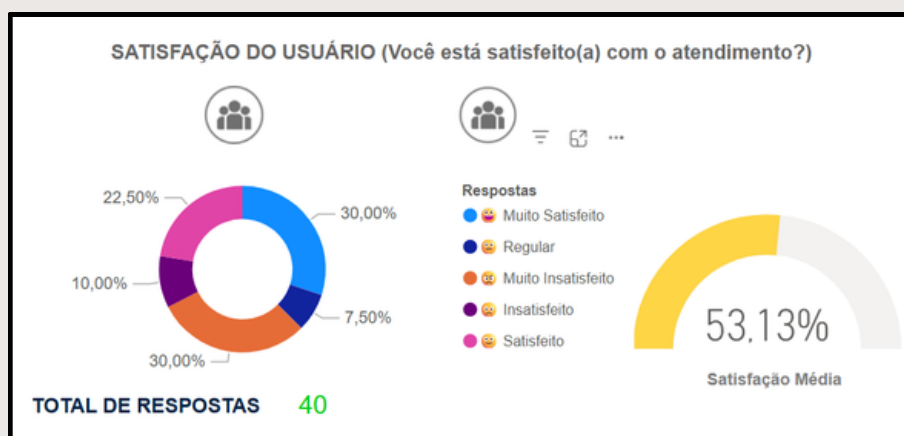 SATISFAÇÃO DO USUÁRIO (Você está satisfeito(a) com o atendimento?)
22,50%
30,00%
10,00%
7,50%
30,00%
TOTAL DE RESPOSTAS 40
Respostas
Muito Satisfeito
Regular
Muito Insatisfeito
Insatisfeito
Satisfeito
53,13%
Satisfação Média